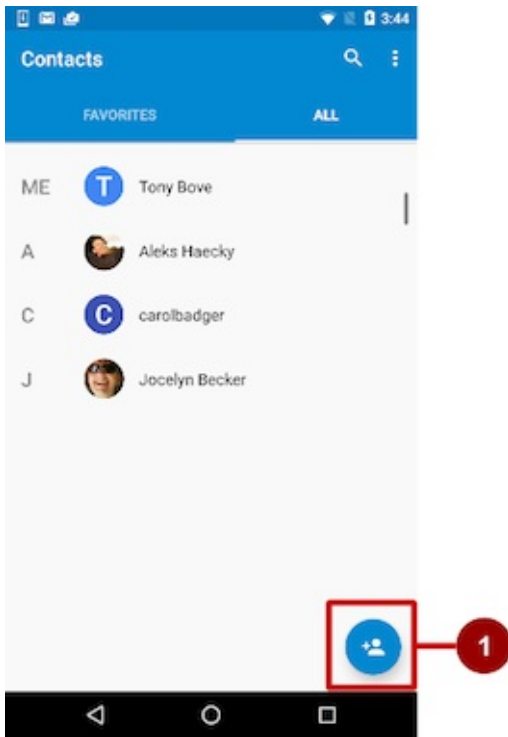 3:44
Contacts
FAVORITES ALL
ME T Tony Bove
A Aleks Haecky
C C carolbadger
J Jocelyn Becker
1